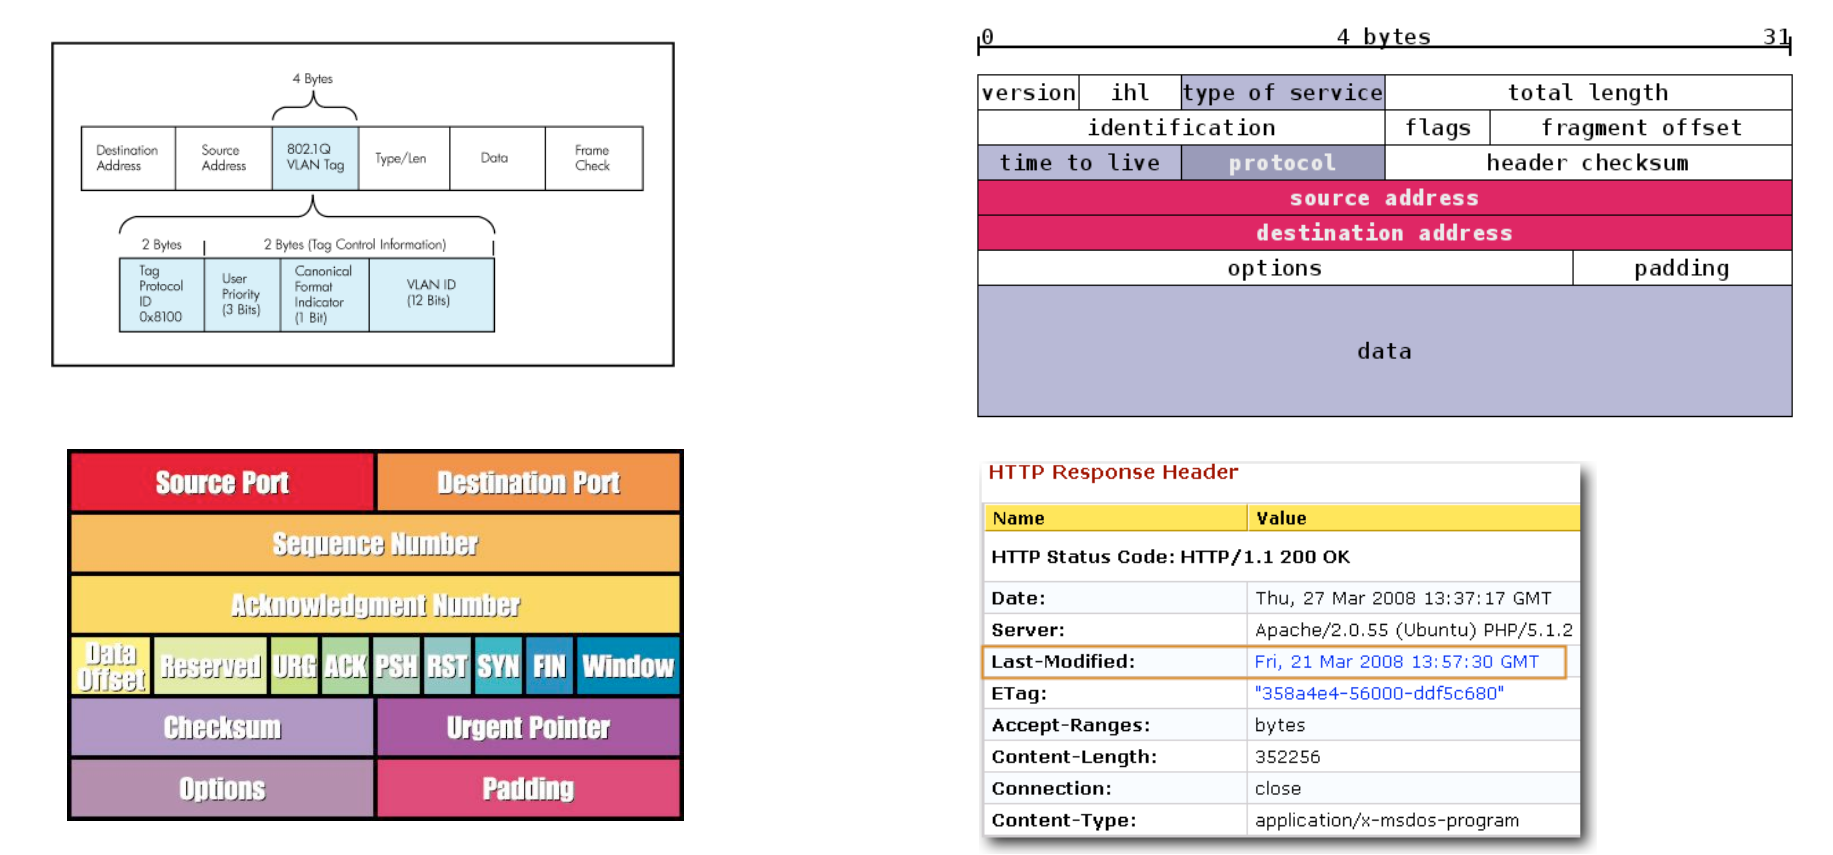 4 Bytes
Destination
Address
Source
Address
802.1Q
VLAN Tag
Type/Len
Data
Frame
Check
2 Bytes
2 Bytes (Tag Control Information)
Tag
Protocol
ID
0x8100
User
Priority
(3 Bits)
Canonical
Format
Indicator
(1 Bit)
VLAN ID
(12 Bits)
0 4 bytes 31
version ihl type of service total length
identification flags fragment offset
time to live protocol header checksum
source address
destination address
options padding
data
Source Port Destination Port
Sequence Number
Acknowledgment Number
Data
Offset
Reserved URG ACK PSH RST SYN FIN Window
Checksum Urgent Pointer
Options Padding
HTTP Response Header
Name Value
HTTP Status Code: HTTP/1.1 200 OK
Date: Thu, 27 Mar 2008 13:37:17 GMT
Server: Apache/2.0.55 (Ubuntu) PHP/5.1.2
Last-Modified: Fri, 21 Mar 2008 13:57:30 GMT
ETag: "358a4e4-56000-ddf5c680"
Accept-Ranges: bytes
Content-Length: 352256
Connection: close
Content-Type: application/x-msdos-program